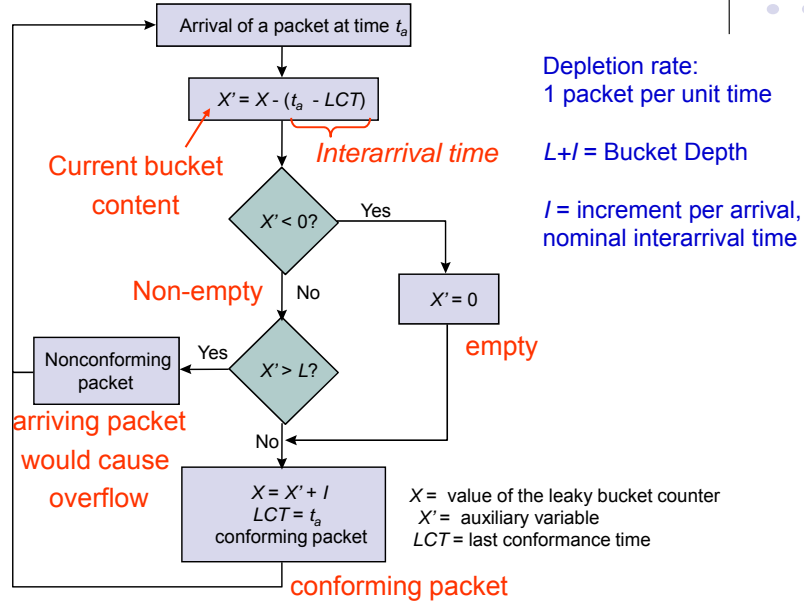 Arrival of a packet at time ta
X' = X - (ta - LCT)
Current bucket
content
Interarrival time
Depletion rate:
1 packet per unit time
L+I = Bucket Depth
I = increment per arrival,
nominal interarrival time
X' < 0?
Yes
Non-empty
No
X' = 0
empty
Nonconforming
packet
Yes
X' > L?
arriving packet
would cause
overflow
No
X = X' + I
LCT = ta
conforming packet
X = value of the leaky bucket counter
X' = auxiliary variable
LCT = last conformance time
conforming packet